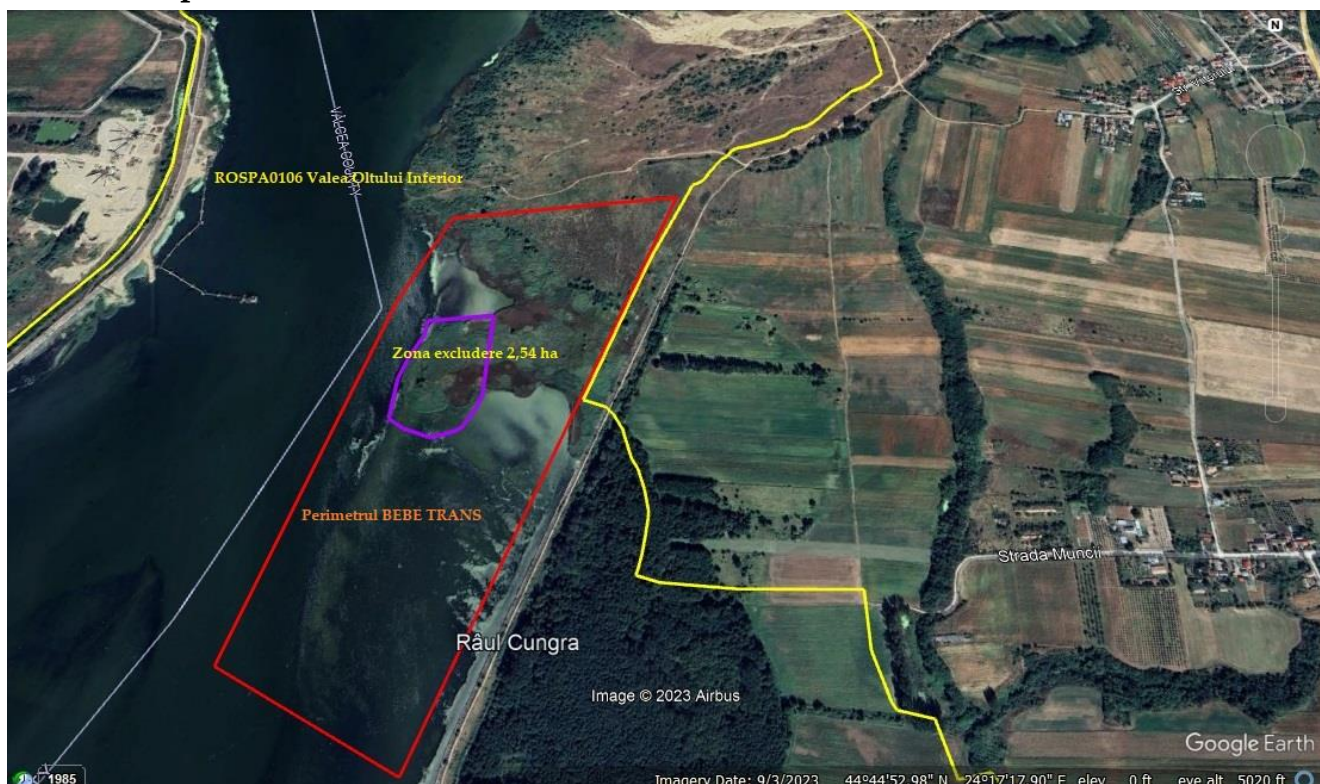 N
Str. Viitorului
VÂLCEA COUNTY
ROSPA0106 Valea Oltului Inferior
Zona excludere 2,54 ha
Perimetrul BEBE TRANS
Strada Muncii
Râul Cungra
Image © 2023 Airbus
Google Earth
1985
Imagery Date: 9/3/2023 44°44'52.98" N 24°17'17.90" E elev 0 ft eye alt 5020 ft